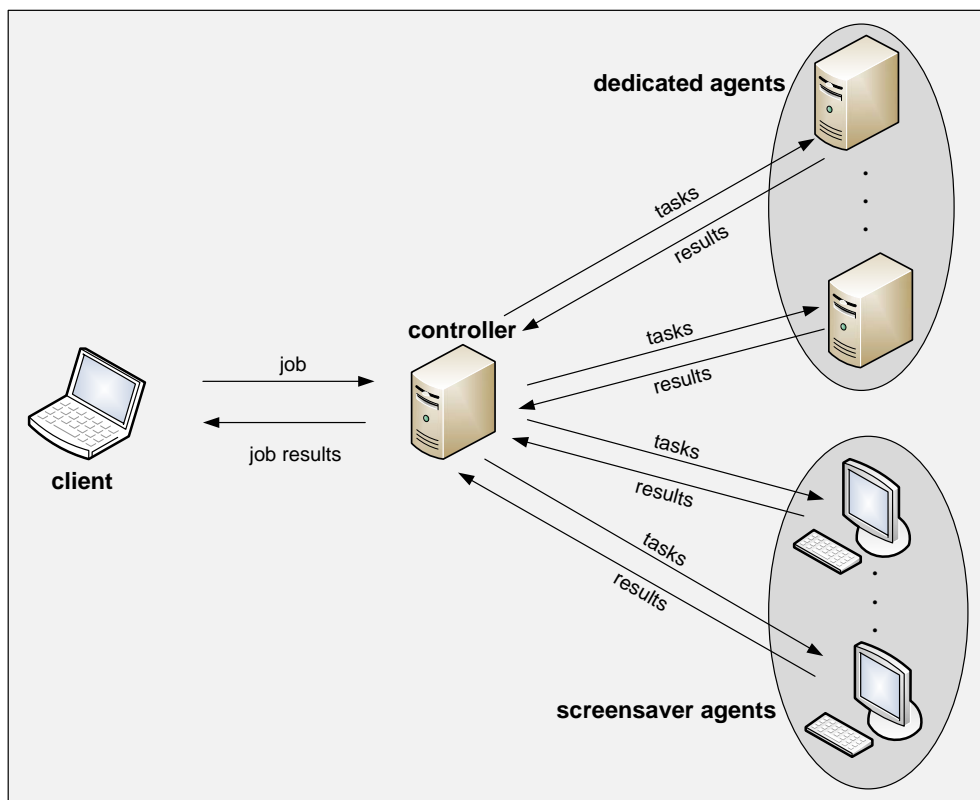 dedicated agents
tasks
results
controller
tasks
results
job
job results
client
tasks
results
tasks
results
screensaver agents